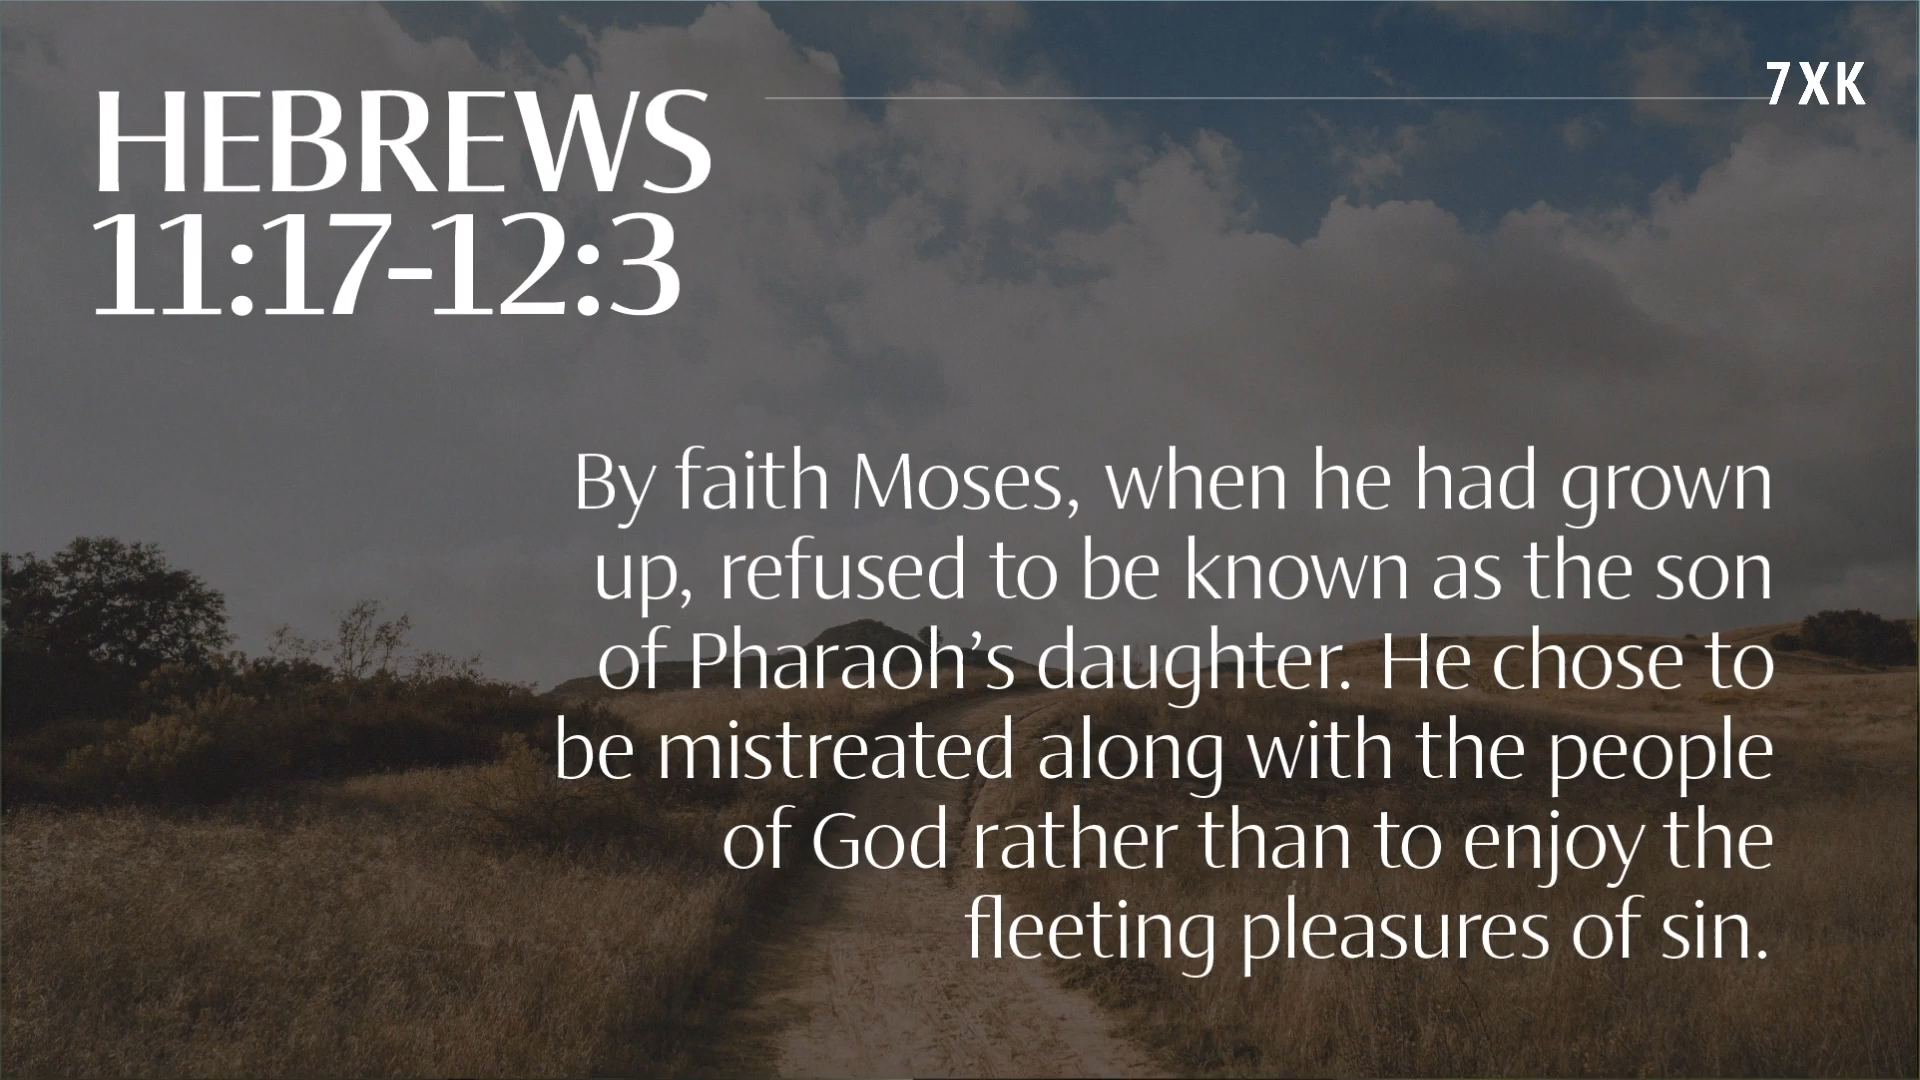 HEBREWS
11:17-12:3
7XK
By faith Moses, when he had grown
up, refused to be known as the son
of Pharaoh’s daughter. He chose to
be mistreated along with the people
of God rather than to enjoy the
fleeting pleasures of sin.